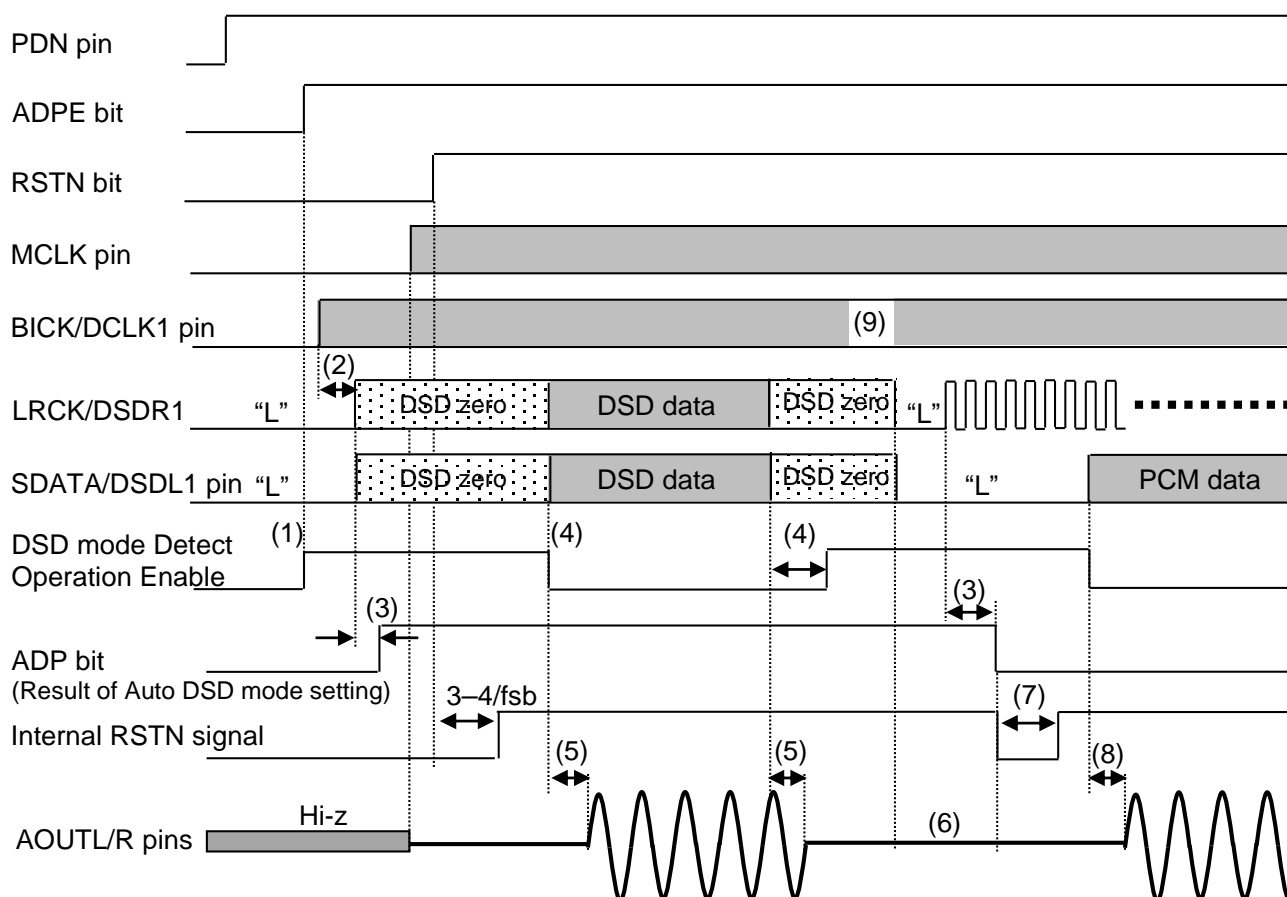 PDN pin
ADPE bit
RSTN bit
MCLK pin
BICK/DCLK1 pin (9)
(2)
LRCK/DSDR1 “L” DSD zero DSD data DSD zero “L”
SDATA/DSDL1 pin “L” DSD zero DSD data DSD zero “L” PCM data
DSD mode Detect (1) (4) (4)
Operation Enable
(3) (3)
ADP bit
(Result of Auto DSD mode setting) 3–4/fsb (7)
Internal RSTN signal
(5) (5) (8)
Hi-z
AOUTL/R pins (6)